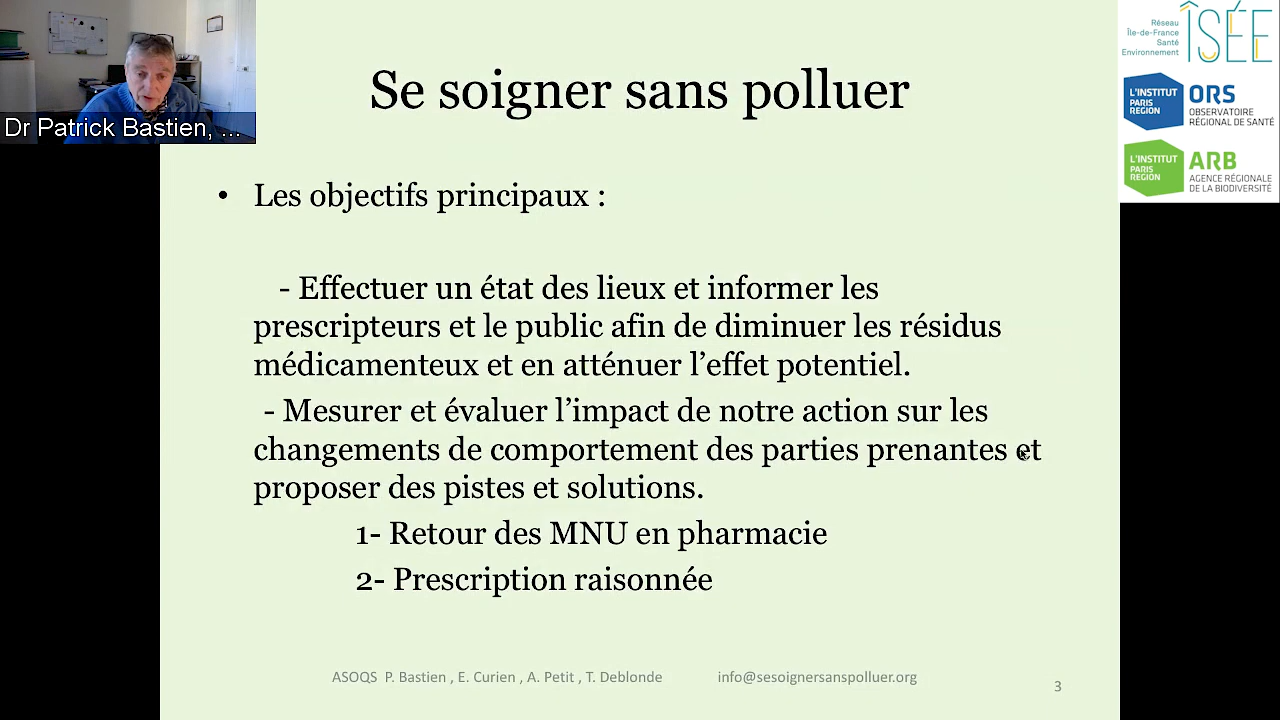 Dr Patrick Bastien, ...
Se soigner sans polluer
Réseau
Île-de-France
Santé
Environnement
ÎSÉE
L'INSTITUT
PARIS
REGION
ORS
OBSERVATOIRE
RÉGIONAL DE SANTÉ
L'INSTITUT
PARIS
REGION
ARB
AGENCE RÉGIONALE
DE LA BIODIVERSITÉ
• Les objectifs principaux :
- Effectuer un état des lieux et informer les
prescripteurs et le public afin de diminuer les résidus
médicamenteux et en atténuer l'effet potentiel.
- Mesurer et évaluer l'impact de notre action sur les
changements de comportement des parties prenantes et
proposer des pistes et solutions.
1- Retour des MNU en pharmacie
2- Prescription raisonnée
ASOQS P. Bastien , E. Curien , A. Petit , T. Deblonde info@sesoignersanspolluer.org
3